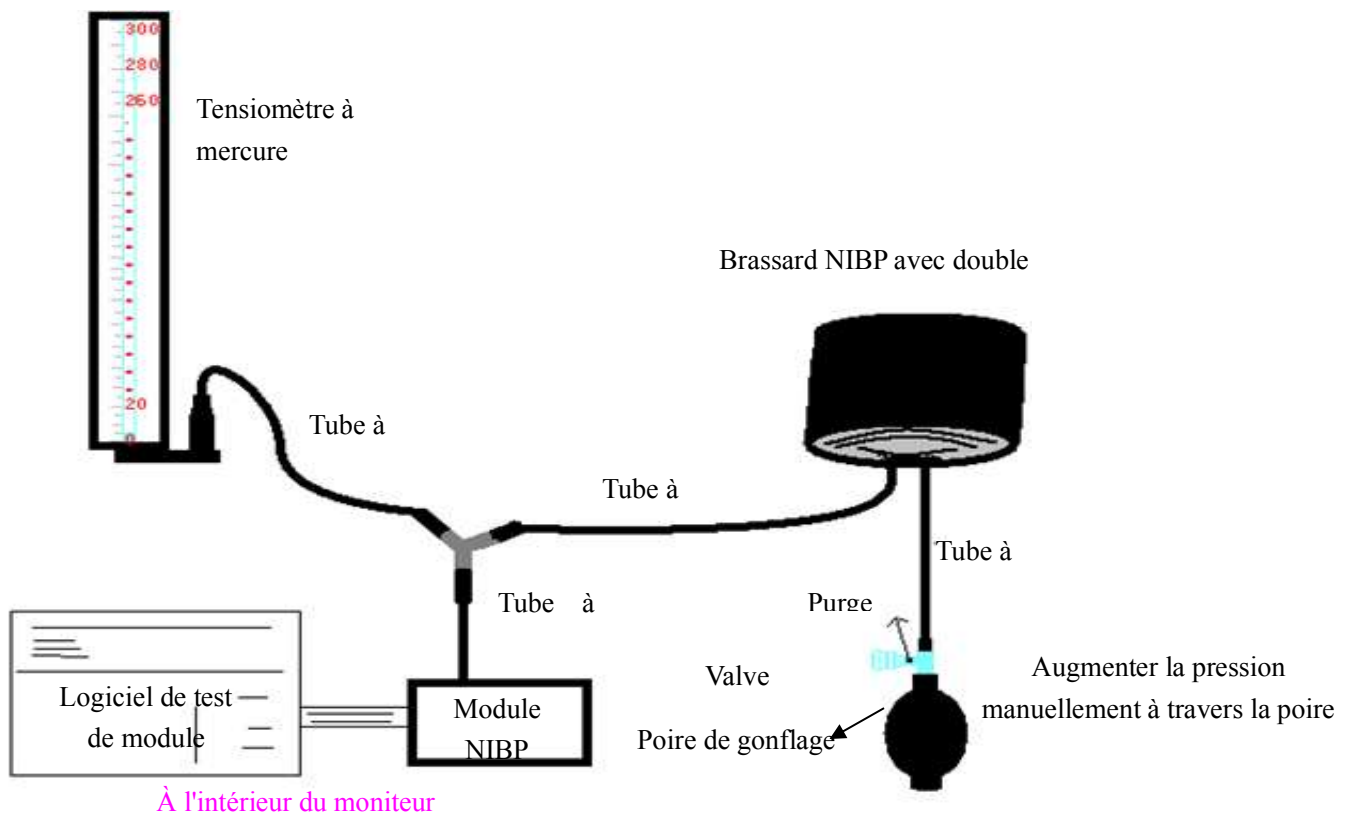 300
280
260
Tensiomètre à
mercure
20
0
Brassard NIBP avec double
Tube à
Tube à
Tube à
Tube à
Purge
Valve
Poire de gonflage
Augmenter la pression
manuellement à travers la poire
Logiciel de test
de module
Module
NIBP
À l'intérieur du moniteur